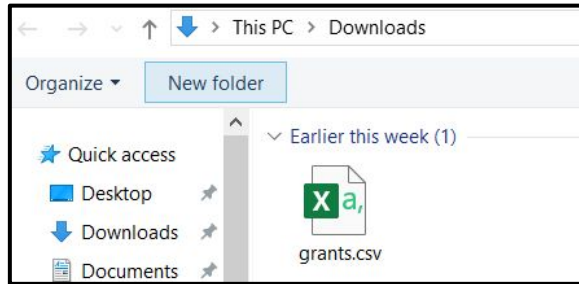 This PC > Downloads
Organize
New folder
Quick access
Desktop
Downloads
Documents
Earlier this week (1)
X a,
grants.csv